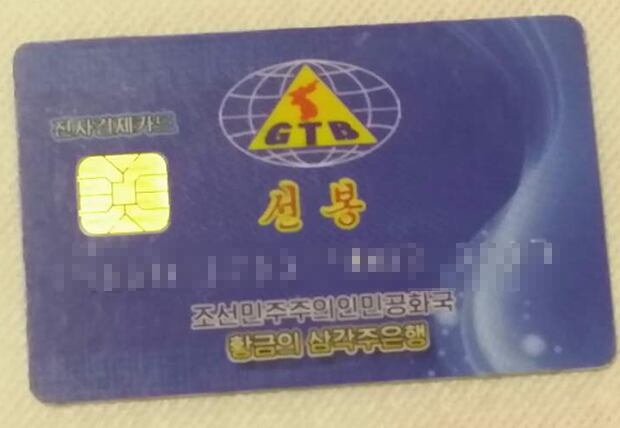 GTB
전자결제카드
선봉
조선민주주의인민공화국
황금의 삼각주은행